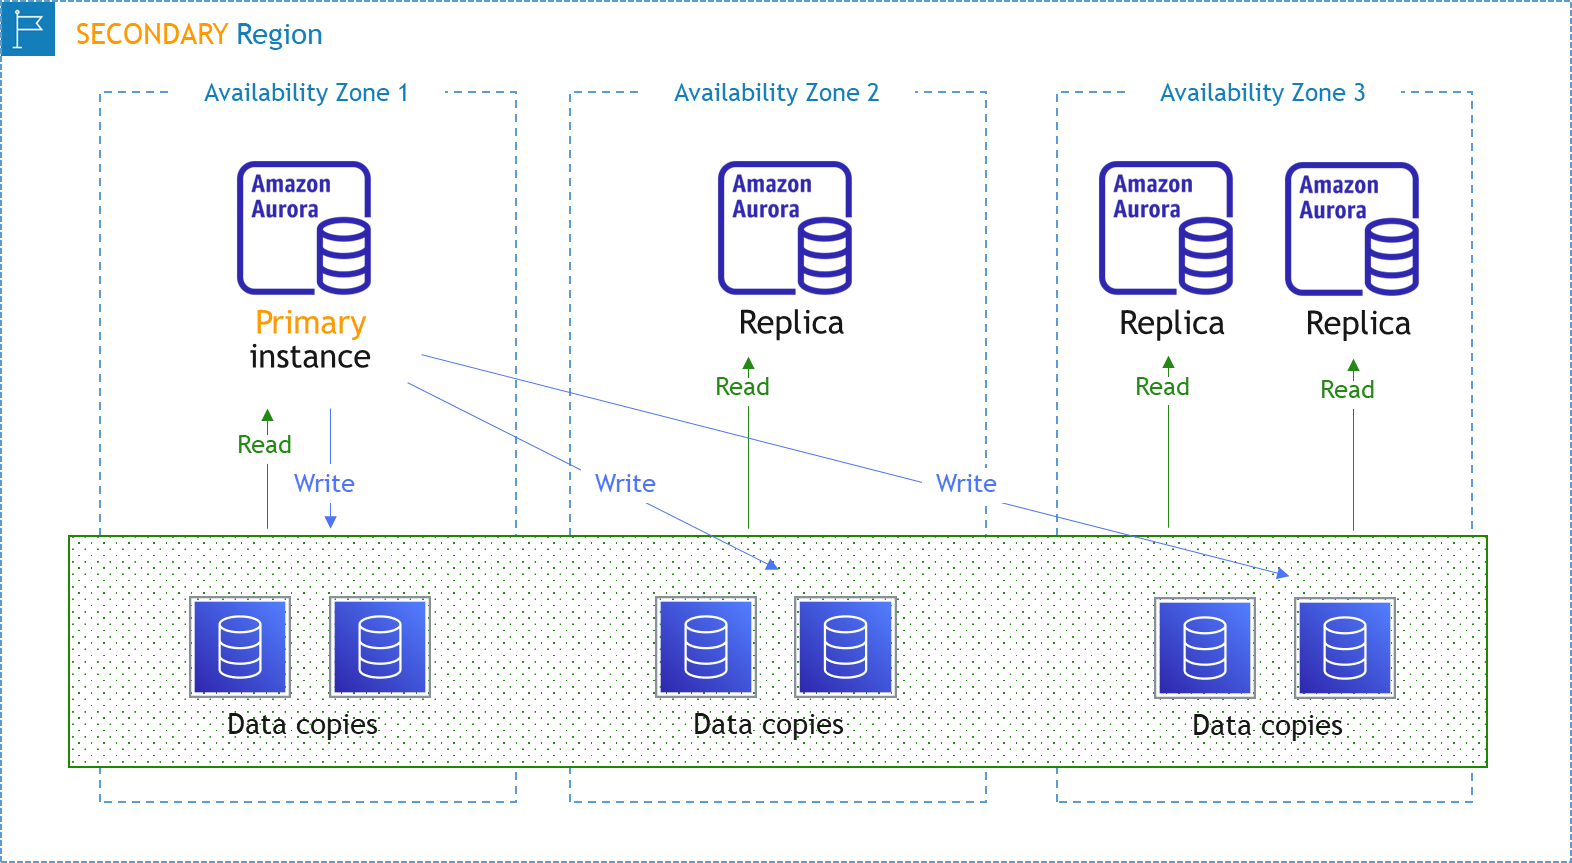 SECONDARY Region
Availability Zone 1
Availability Zone 2
Availability Zone 3
Amazon
Aurora
Amazon
Aurora
Amazon
Aurora
Amazon
Aurora
Primary
instance
Replica
Replica
Replica
Read
Read
Read
Read
Write
Write
Write
Data copies
Data copies
Data copies